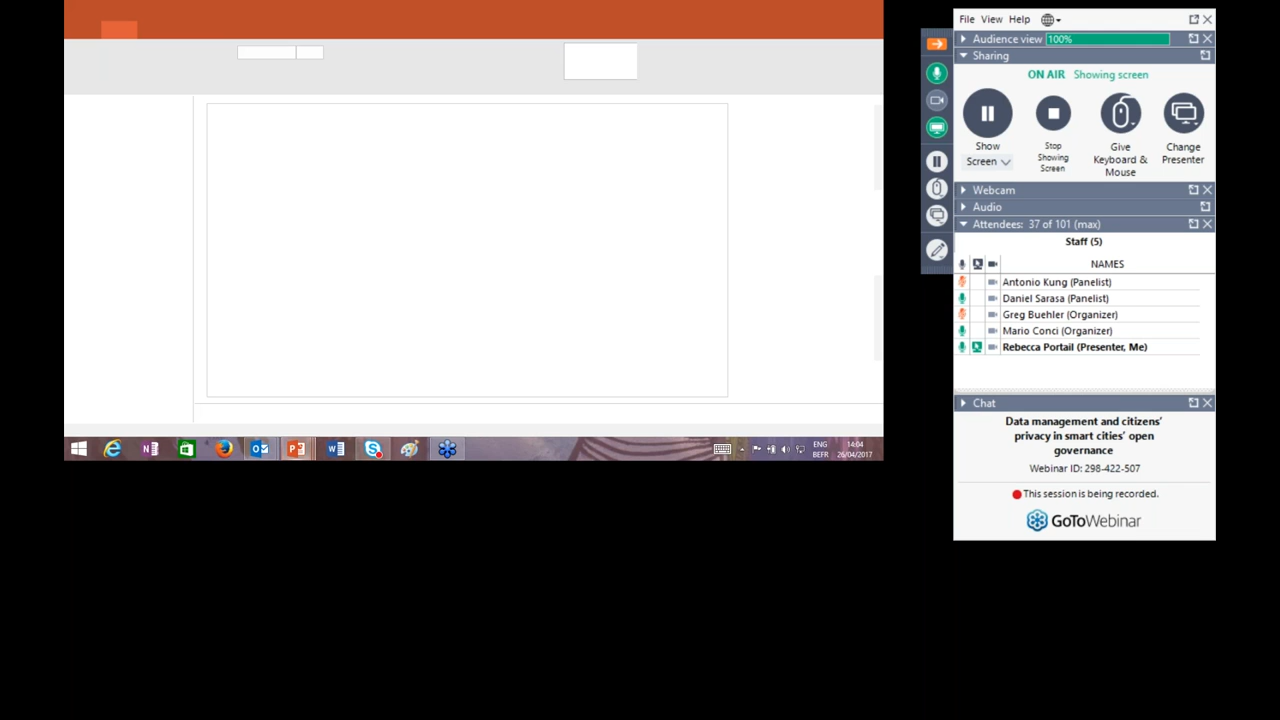 File View Help
Audience view 100%
Sharing
ON AIR Showing screen
Show
Screen
Stop
Showing
Screen
Give
Keyboard &
Mouse
Change
Presenter
Webcam
Audio
Attendees: 37 of 101 (max)
Staff (5)
NAMES
Antonio Kung (Panelist)
Daniel Sarasa (Panelist)
Greg Buehler (Organizer)
Mario Conci (Organizer)
Rebecca Portail (Presenter, Me)
Chat
Data management and citizens'
privacy in smart cities' open
governance
Webinar ID: 298-422-507
This session is being recorded.
GoToWebinar
ENG
BEFR
14:04
26/04/2017